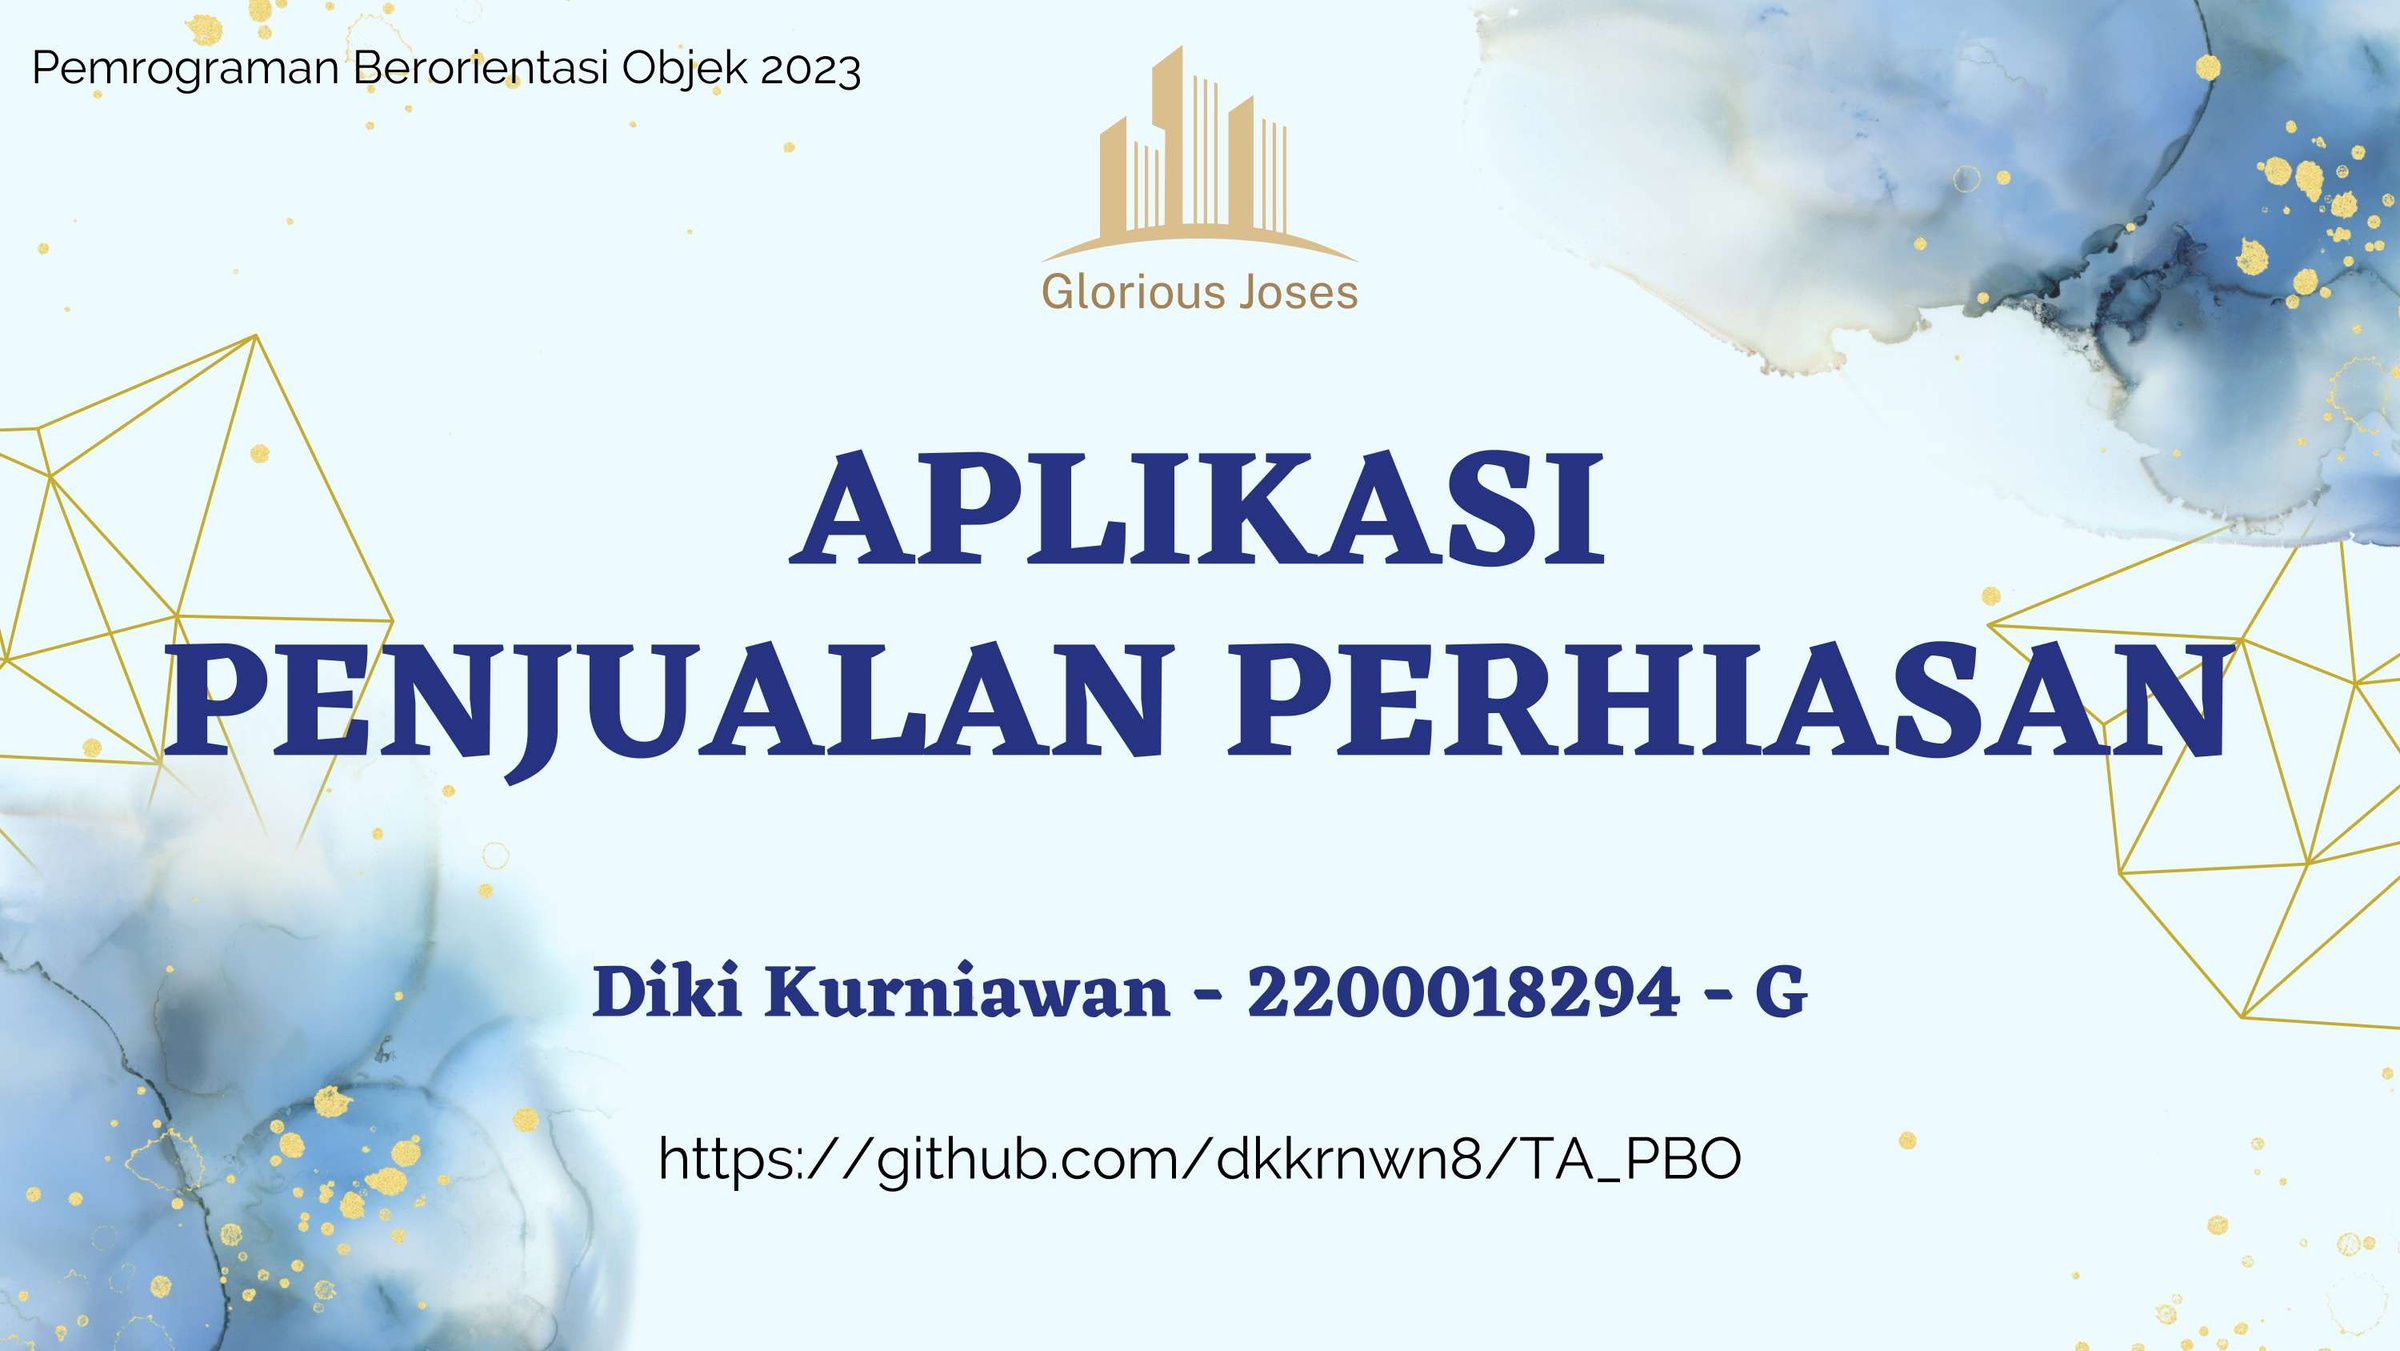 Pemrograman Berorientasi Objek 2023
Glorious Joses
APLIKASI
PENJUALAN PERHIASAN
Diki Kurniawan - 2200018294 - G
https://github.com/dkkrnwn8/TA_PBO